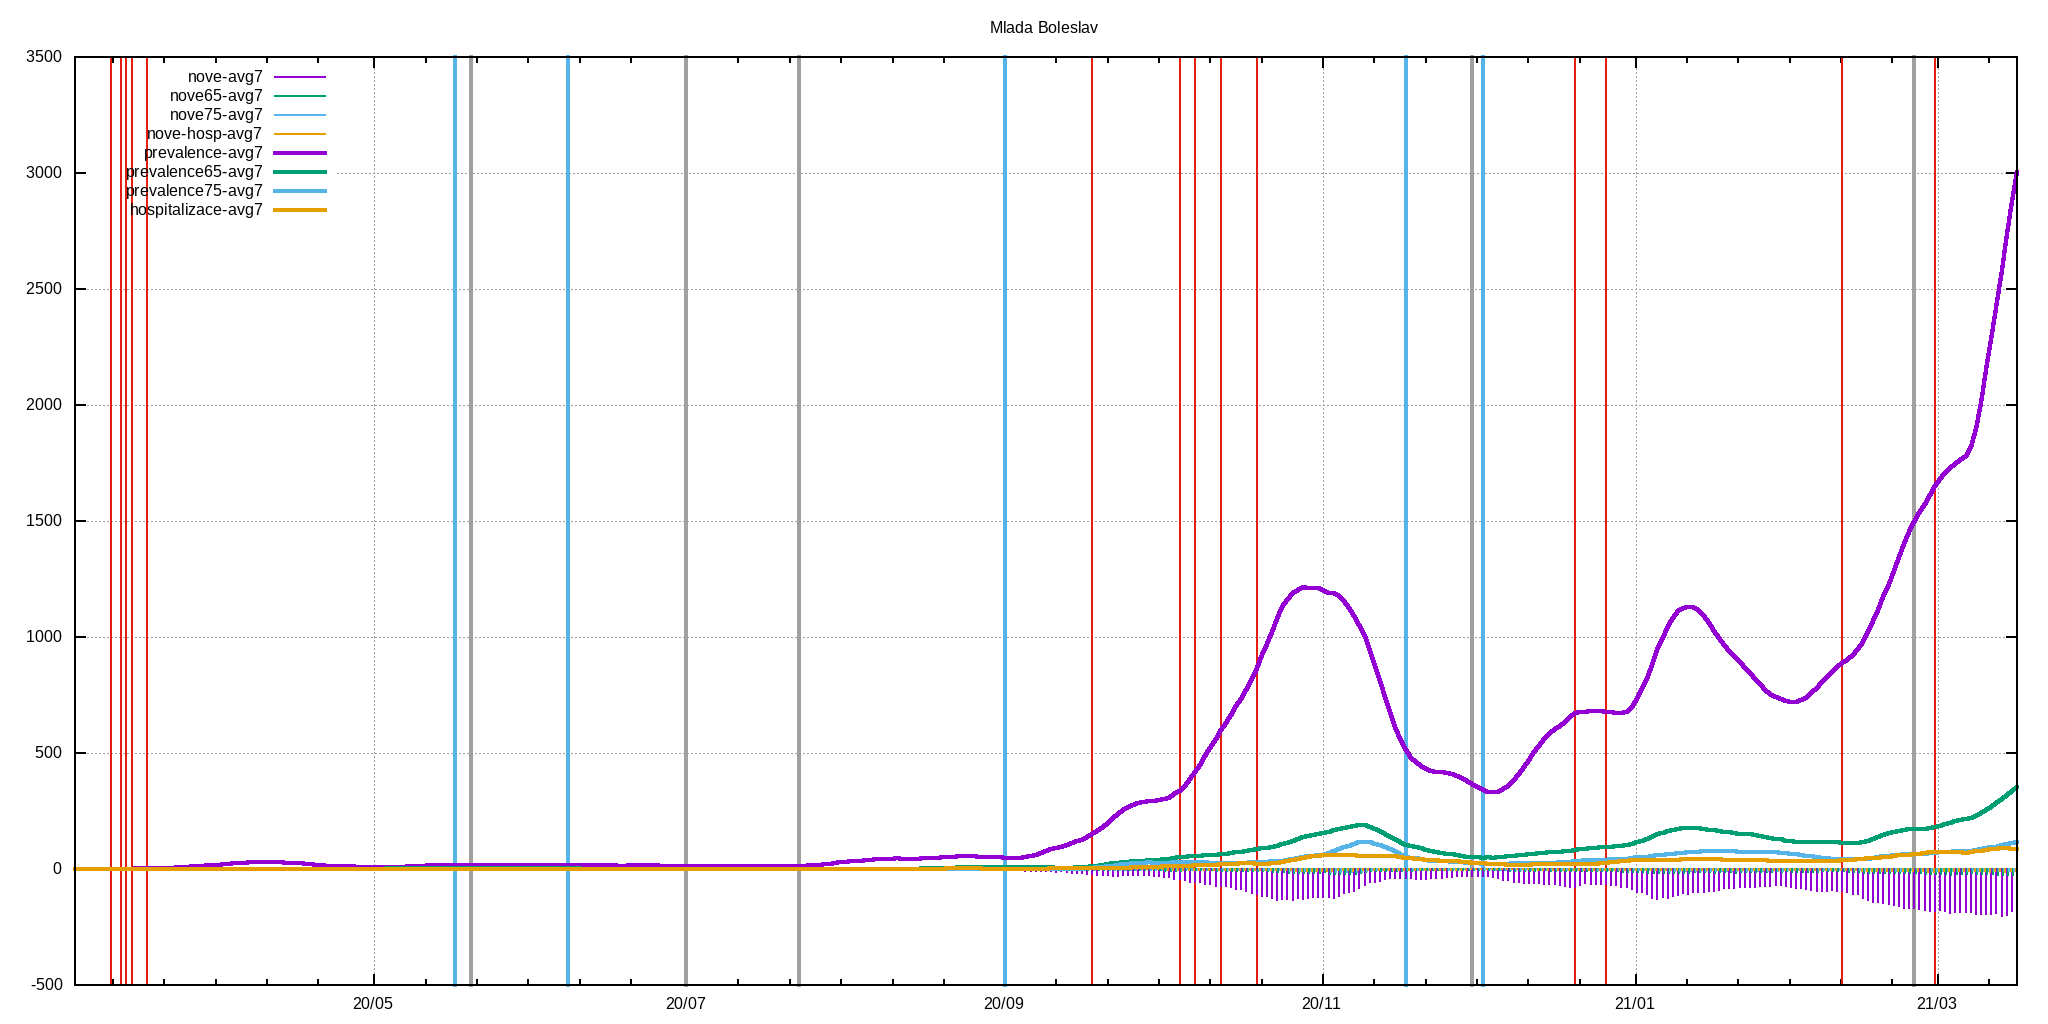 Mlada Boleslav
3500
nove-avg7
nove65-avg7
nove75-avg7
nove-hosp-avg7
prevalence-avg7
prevalence65-avg7
prevalence75-avg7
hospitalizace-avg7
3000
2500
2000
1500
1000
500
0
-500
20/05 20/07 20/09 20/11 21/01 21/03